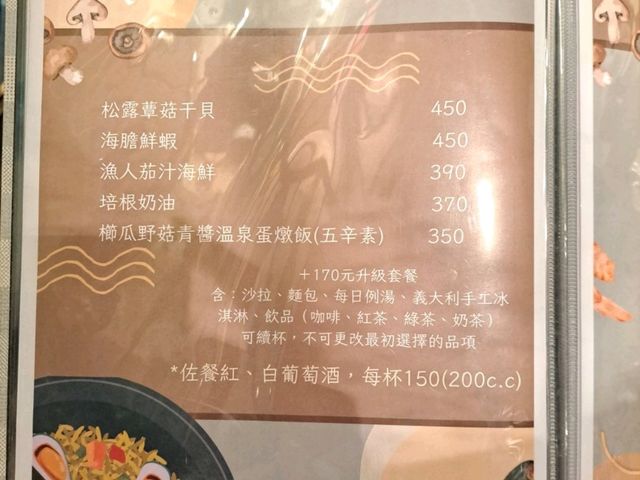 松露蕈菇干貝 450
海膽鮮蝦 450
漁人茄汁海鮮 390
培根奶油 370
櫛瓜野菇青醬溫泉蛋燉飯(五辛素) 350
＋170元升級套餐
含：沙拉、麵包、每日例湯、義大利手工冰
淇淋、飲品（咖啡、紅茶、綠茶、奶茶）
可續杯，不可更改最初選擇的品項
*佐餐紅、白葡萄酒，每杯150(200c.c)